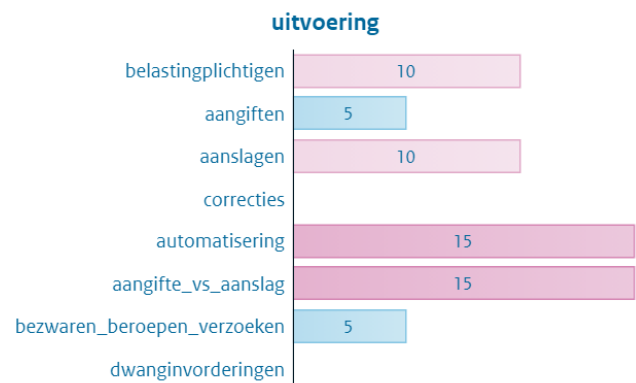 uitvoering
belastingplichtigen 10
aangiften 5
aanslagen 10
correcties
automatisering 15
aangifte_vs_aanslag 15
bezwaren_beroepen_verzoeken 5
dwanginvorderingen